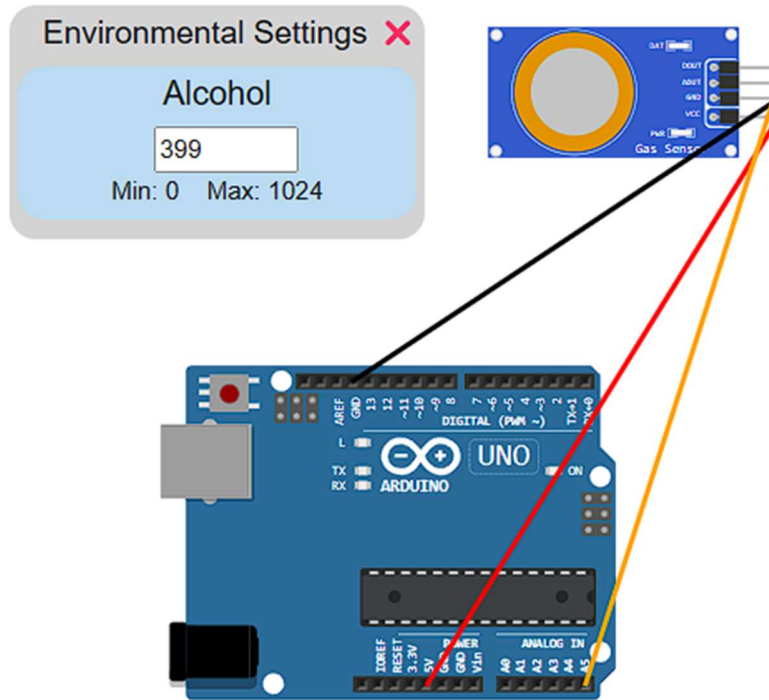 Environmental Settings
Alcohol
399
Min: 0 Max: 1024
DAT
DOUT
AOUT
GND
VCC
PWR
Gas Sens
AREF
GND
13
12
~11
~10
~9
8
7
~6
~5
4
~3
2
TX→1
RX←0
DIGITAL (PWM ~)
L
TX
RX
ARDUINO
UNO
ON
POWER
ANALOG IN
IOREF
RESET
3.3V
5V
GND
GND
Vin
A0
A1
A2
A3
A4
A5